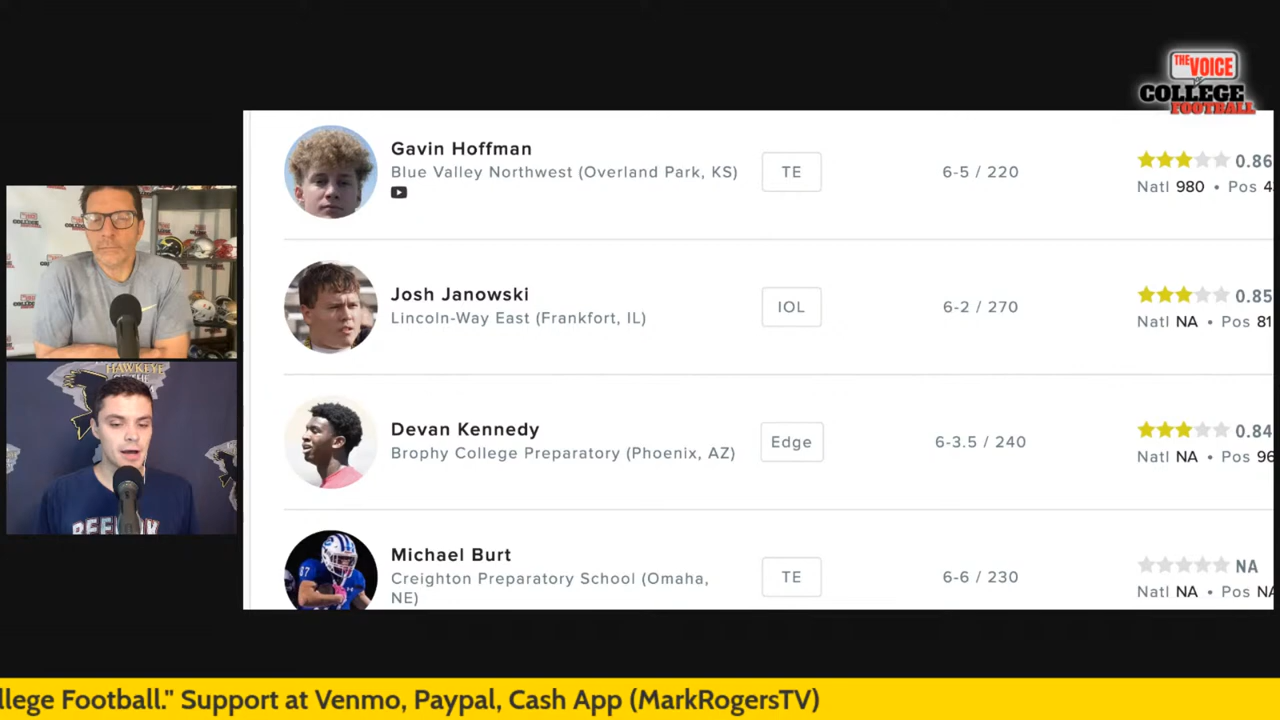 THE VOICE
OF
COLLEGE
FOOTBALL
Gavin Hoffman
Blue Valley Northwest (Overland Park, KS)
TE
6-5 / 220
0.86
Natl 980 • Pos 4
Josh Janowski
Lincoln-Way East (Frankfort, IL)
IOL
6-2 / 270
0.85
Natl NA • Pos 81
Devan Kennedy
Brophy College Preparatory (Phoenix, AZ)
Edge
6-3.5 / 240
0.84
Natl NA • Pos 96
Michael Burt
Creighton Preparatory School (Omaha,
NE)
TE
6-6 / 230
NA
Natl NA • Pos NA
HAWKEYE
llege Football." Support at Venmo, Paypal, Cash App (MarkRogersTV)